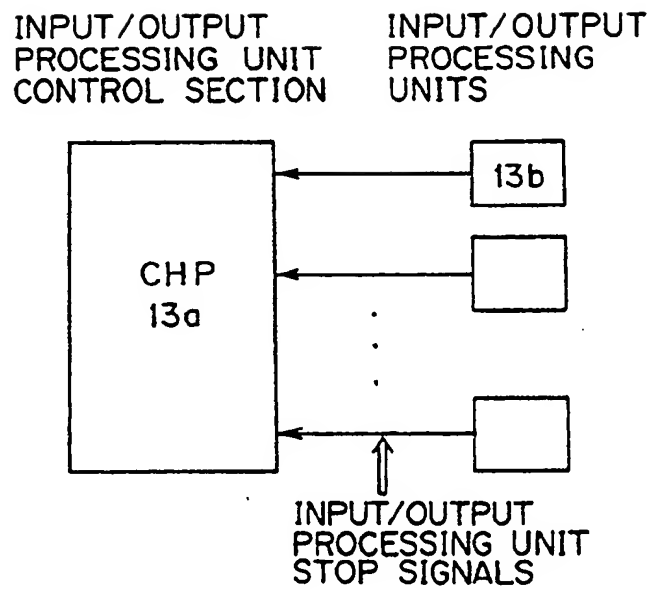 INPUT/OUTPUT
PROCESSING UNIT
CONTROL SECTION
INPUT/OUTPUT
PROCESSING
UNITS
13b
CHP
13a
INPUT/OUTPUT
PROCESSING UNIT
STOP SIGNALS